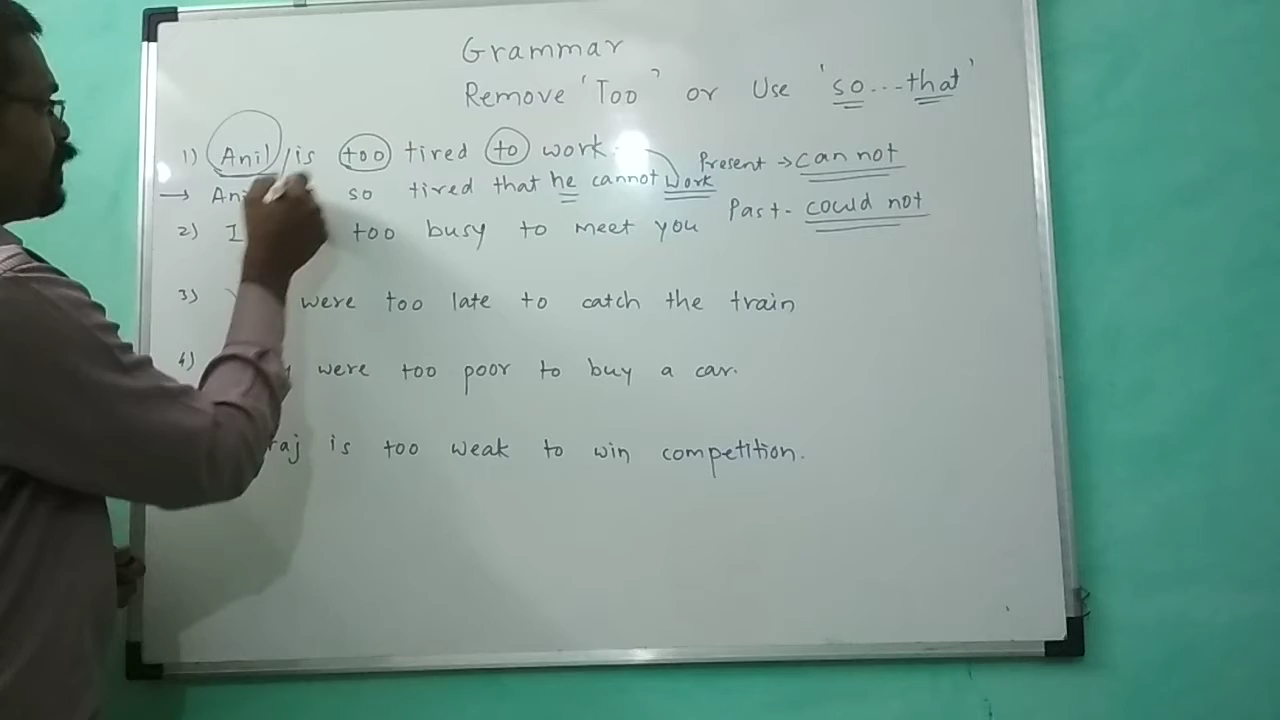 Grammar
Remove 'Too' or Use 'so...that'
1) Anil/is too tired to work.
Present → can not
→ Ani so tired that he cannot work
Past - could not
2) I too busy to meet you
3) were too late to catch the train
4) were too poor to buy a car.
raj is too weak to win competition.